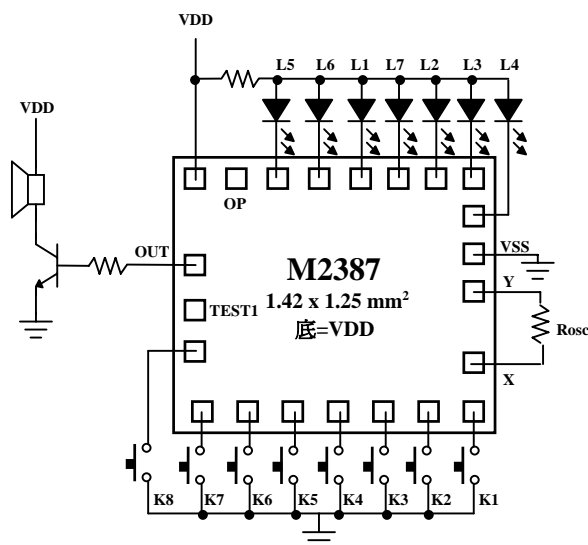 VDD
L5 L6 L1 L7 L2 L3 L4
VDD
OP
OUT
VSS
M2387
Y
1.42 x 1.25 mm²
TEST1
Rosc
底=VDD
X
K8 K7 K6 K5 K4 K3 K2 K1